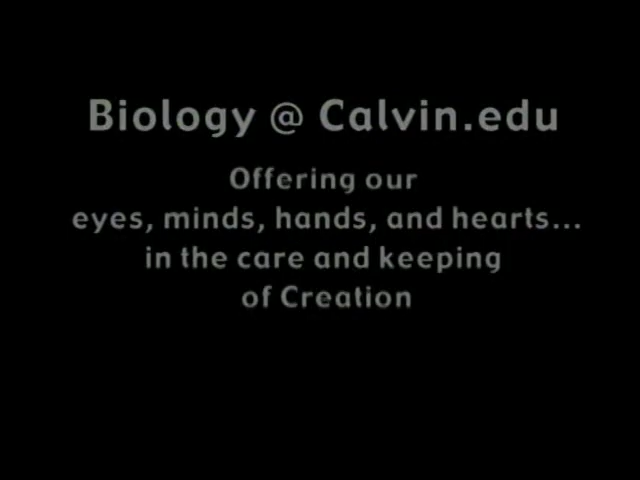 Biology @ Calvin.edu
Offering our
eyes, minds, hands, and hearts...
in the care and keeping
of Creation